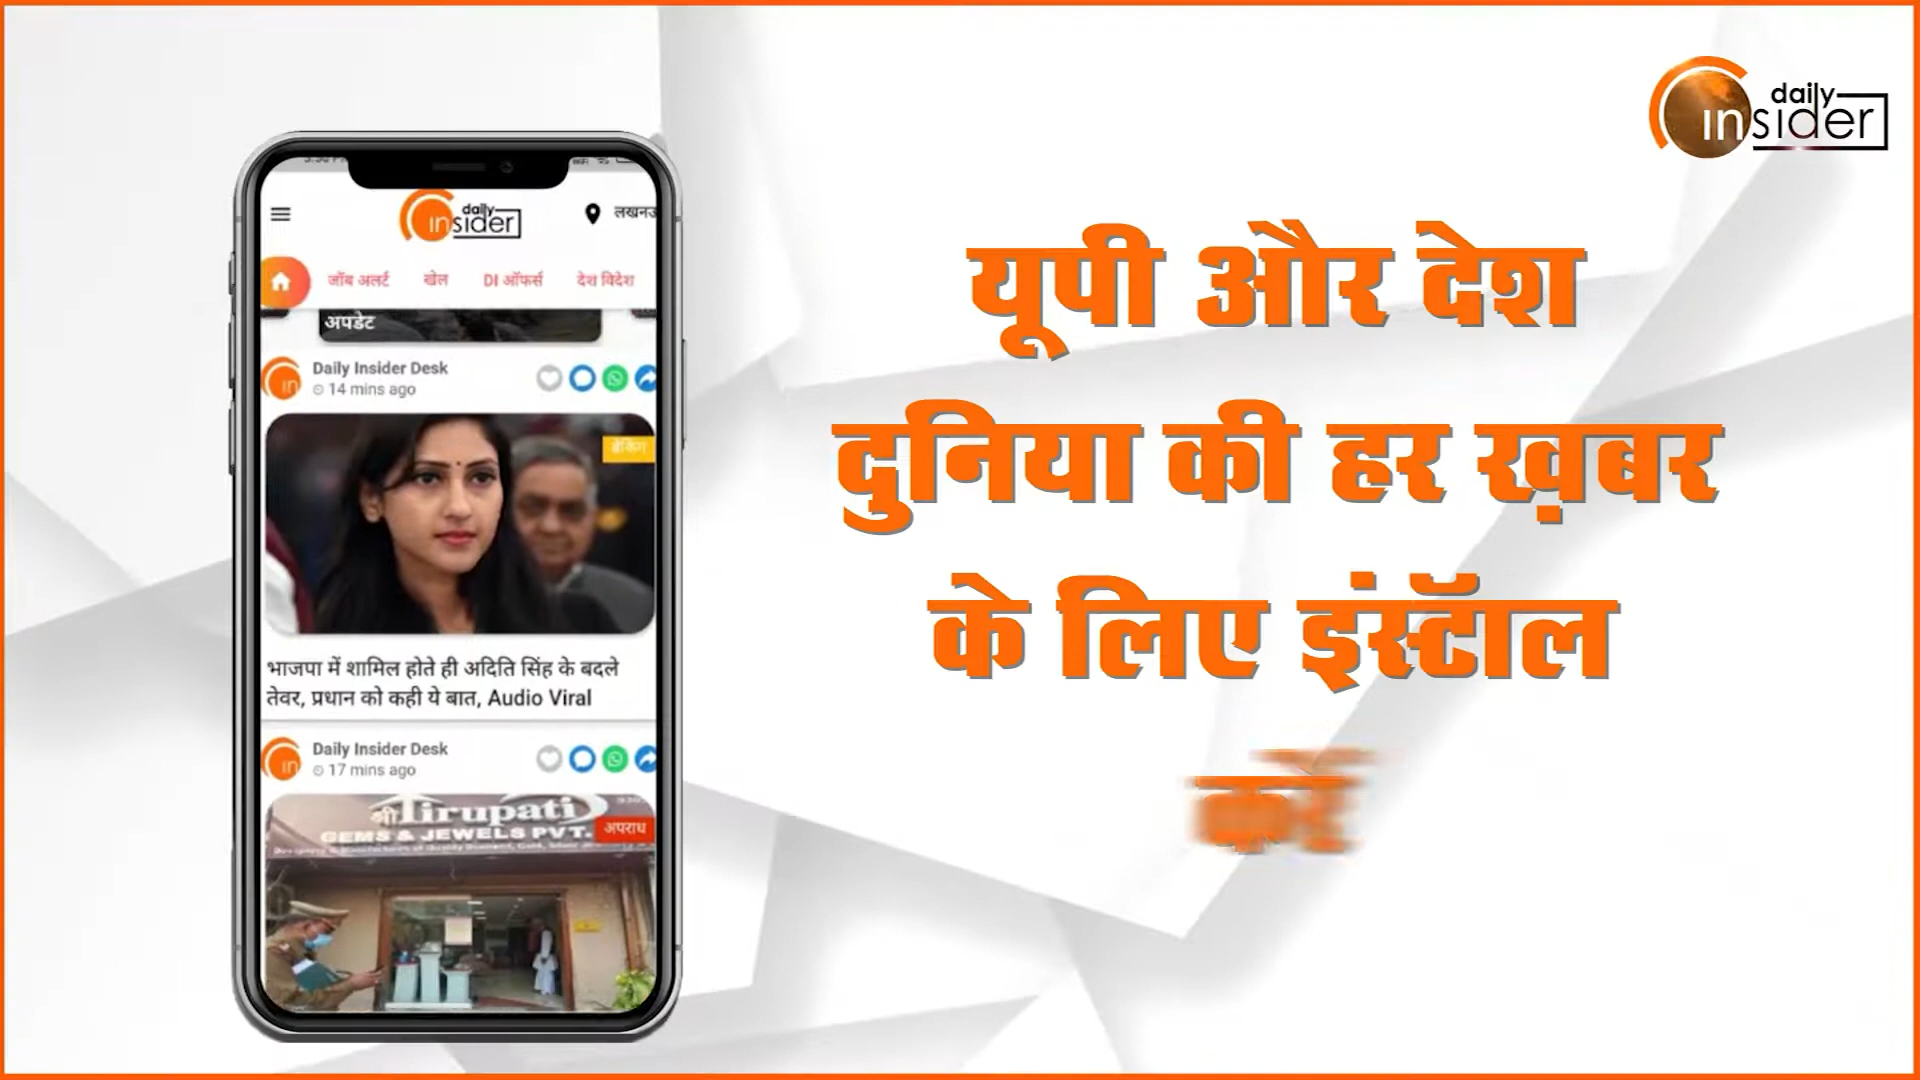 daily
insider
यूपी और देश
दुनिया की हर ख़बर
के लिए इंस्टॉल
करें
daily
insider
जॉब अलर्ट खेल DI ऑफर्स देश विदेश
अपडेट
Daily Insider Desk
14 mins ago
ब्रेकिंग
भाजपा में शामिल होते ही अदिति सिंह के बदले
तेवर, प्रधान को कही ये बात, Audio Viral
Daily Insider Desk
17 mins ago
श्री Tirupati
GEMS & JEWELS PVT.
अपराध